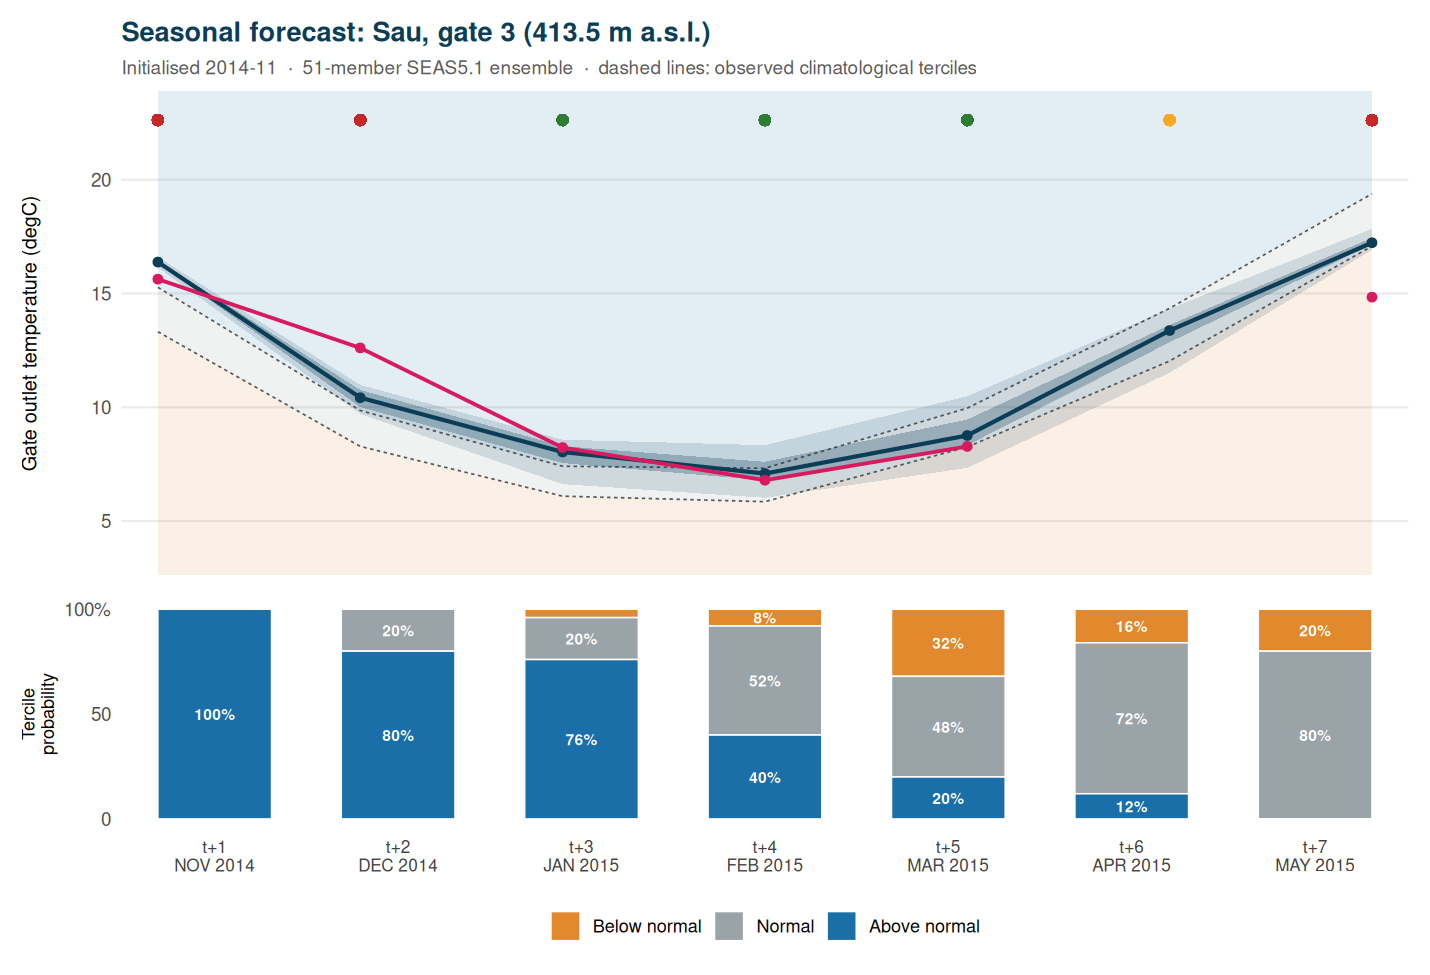 Seasonal forecast: Sau, gate 3 (413.5 m a.s.l.)
Initialised 2014-11 · 51-member SEAS5.1 ensemble · dashed lines: observed climatological terciles
Gate outlet temperature (degC)
20
15
10
5
Tercile
probability
100%
50
0
100%
20%
80%
20%
76%
8%
52%
40%
32%
48%
20%
16%
72%
12%
20%
80%
t+1
NOV 2014
t+2
DEC 2014
t+3
JAN 2015
t+4
FEB 2015
t+5
MAR 2015
t+6
APR 2015
t+7
MAY 2015
Below normal
Normal
Above normal